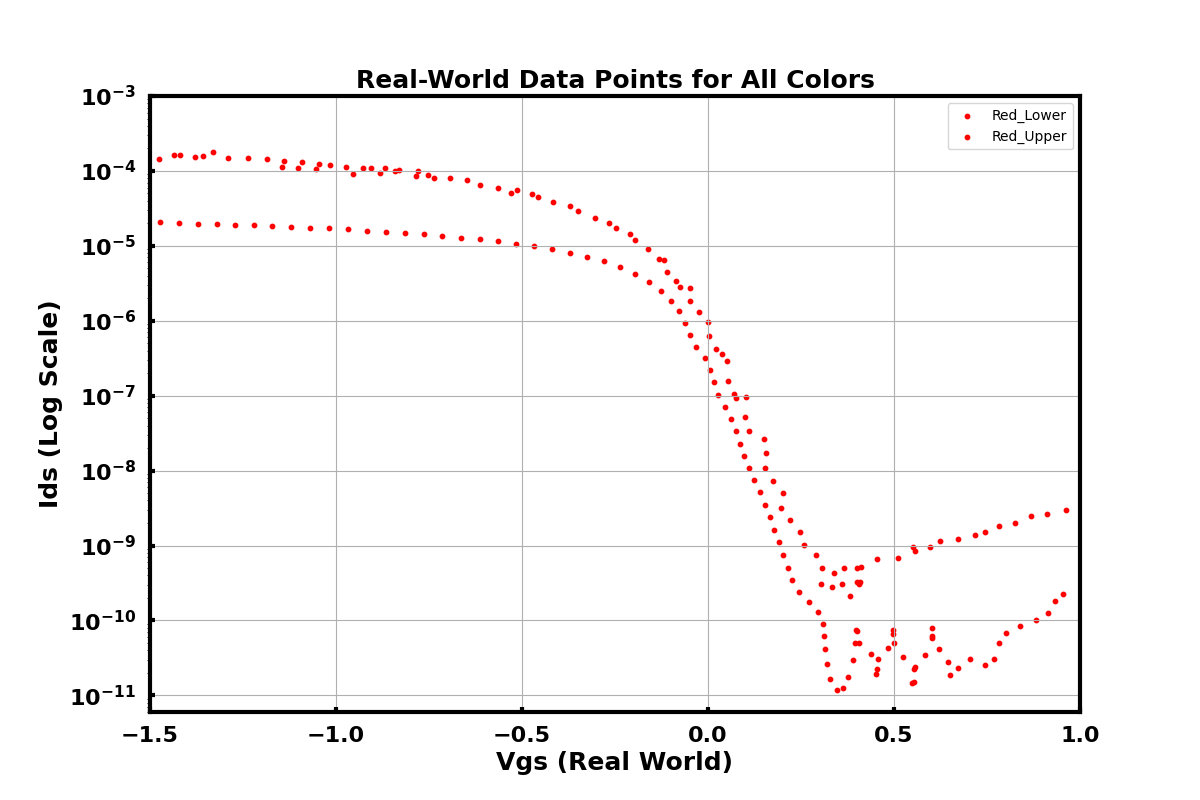 Real-World Data Points for All Colors
10⁻³
10⁻⁴
10⁻⁵
10⁻⁶
10⁻⁷
10⁻⁸
10⁻⁹
10⁻¹⁰
10⁻¹¹
Ids (Log Scale)
Red_Lower
Red_Upper
−1.5 −1.0 −0.5 0.0 0.5 1.0
Vgs (Real World)